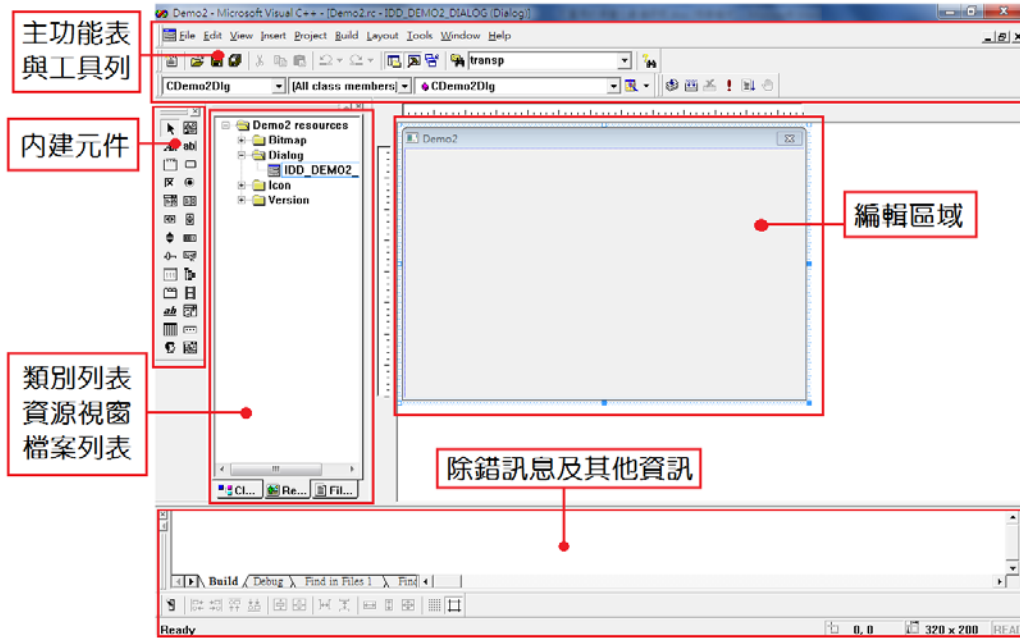 Demo2 - Microsoft Visual C++ - [Demo2.rc - IDD_DEMO2_DIALOG (Dialog)]
主功能表
與工具列
File Edit View Insert Project Build Layout Tools Window Help
transp
CDemo2Dlg [All class members] CDemo2Dlg
內建元件
Aa ab|
Demo2 resources
Bitmap
Dialog
IDD_DEMO2_
Icon
Version
Demo2
編輯區域
ab
類別列表
資源視窗
檔案列表
Cl... Re... Fil...
除錯訊息及其他資訊
Build Debug Find in Files 1 Find
Ready 0, 0 320 x 200 READ